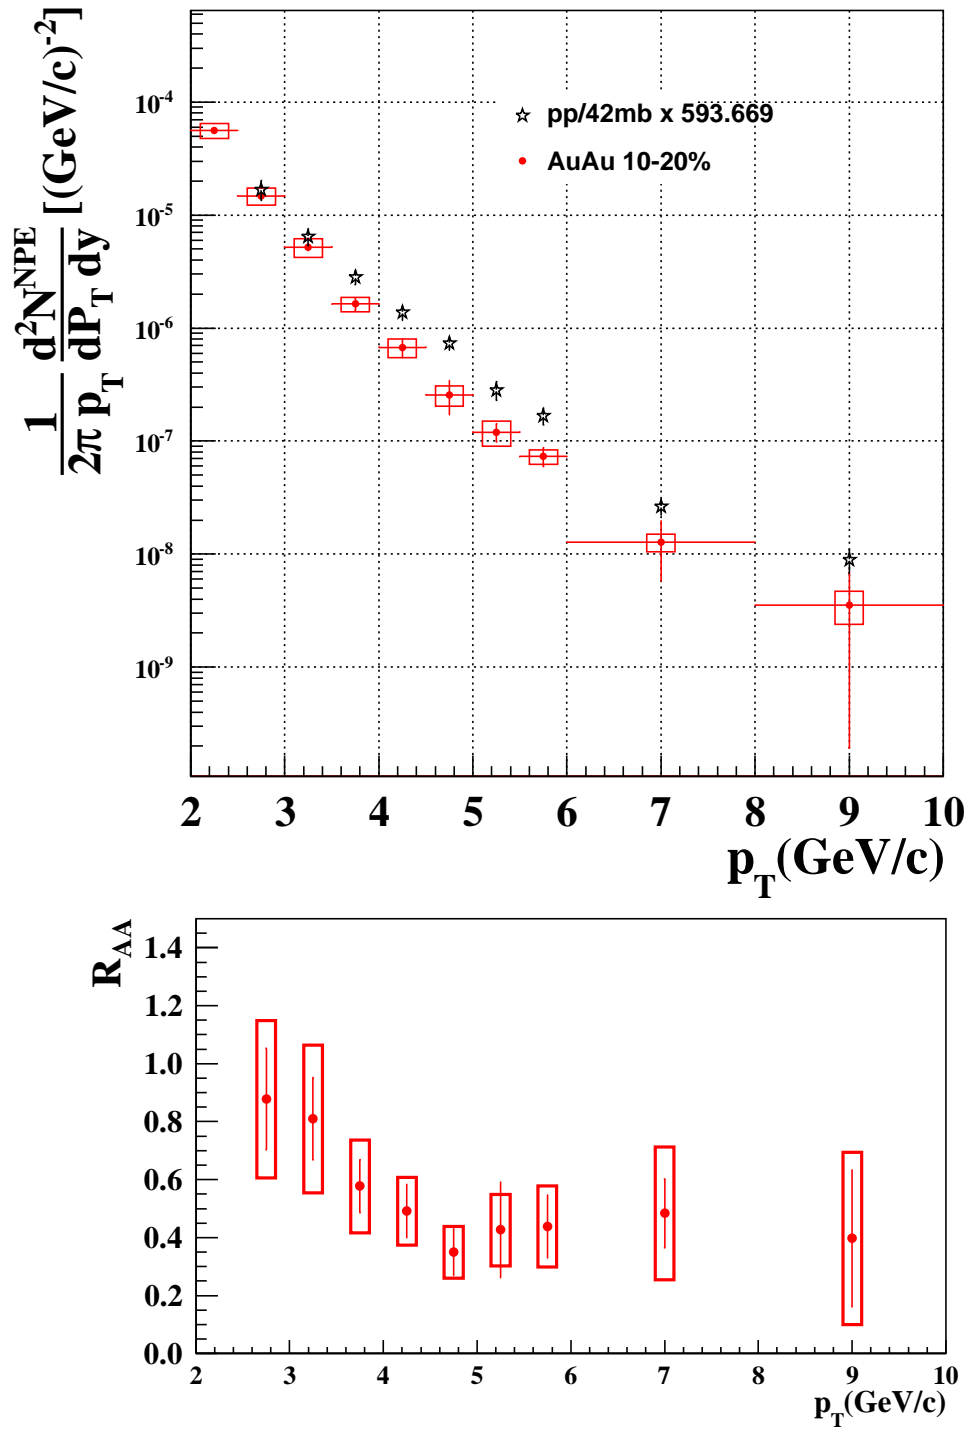 1/(2π p_T) d²N^NPE/(dP_T dy) [(GeV/c)^-2]
10^-4
10^-5
10^-6
10^-7
10^-8
10^-9
pp/42mb x 593.669
AuAu 10-20%
2 3 4 5 6 7 8 9 10
p_T(GeV/c)
R_AA
1.4
1.2
1.0
0.8
0.6
0.4
0.2
0.0
2 3 4 5 6 7 8 9 10
p_T(GeV/c)